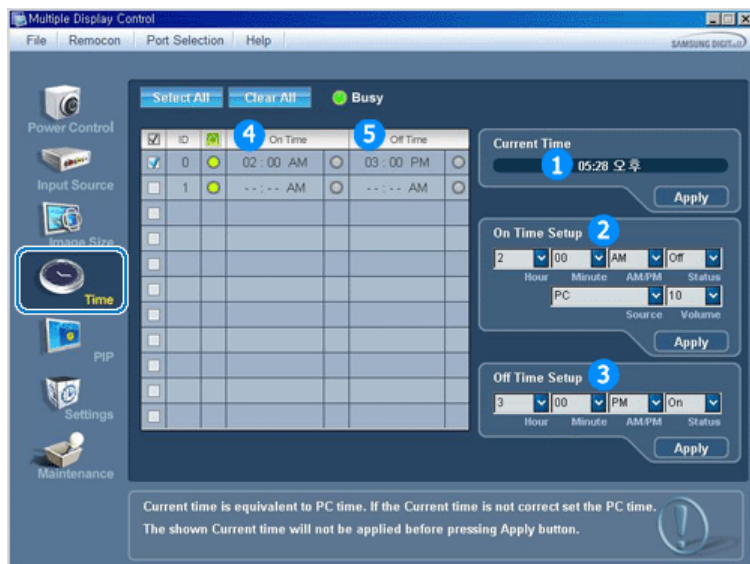 Multiple Display Control
File Remocon Port Selection Help
SAMSUNG DIGITall
Select All Clear All Busy
Power Control
Input Source
Image Size
Time
PIP
Settings
Maintenance
ID 4 On Time 5 Off Time
0 02 : 00 AM 03 : 00 PM
1 - - : - - AM - - : - - AM
Current Time
1 05:28 오후
Apply
On Time Setup 2
2 00 AM Off
Hour Minute AM/PM Status
PC 10
Source Volume
Apply
Off Time Setup 3
3 00 PM On
Hour Minute AM/PM Status
Apply
Current time is equivalent to PC time. If the Current time is not correct set the PC time.
The shown Current time will not be applied before pressing Apply button.